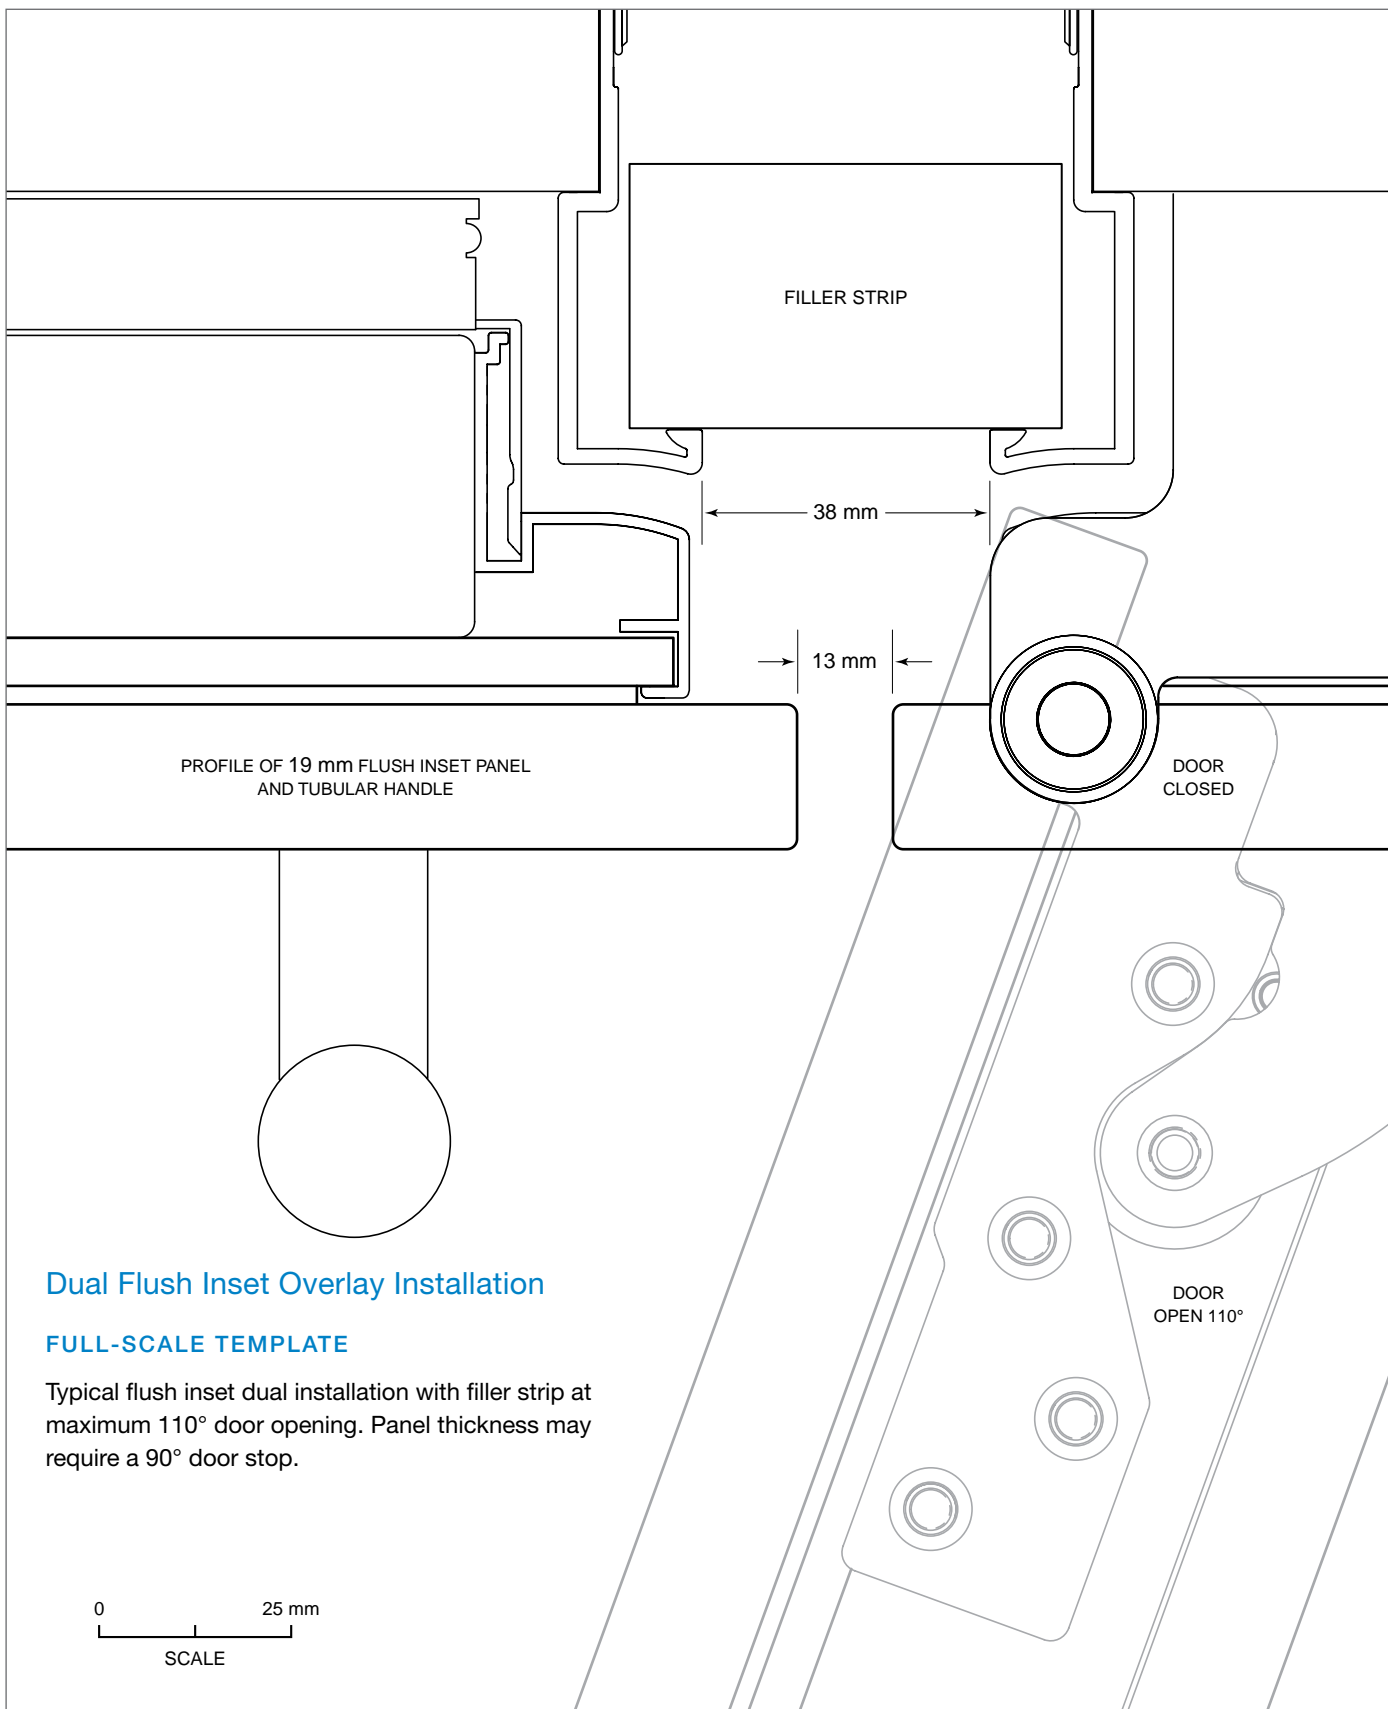 FILLER STRIP
38 mm
13 mm
PROFILE OF 19 mm FLUSH INSET PANEL
AND TUBULAR HANDLE
DOOR
CLOSED
Dual Flush Inset Overlay Installation
FULL-SCALE TEMPLATE
Typical flush inset dual installation with filler strip at
maximum 110° door opening. Panel thickness may
require a 90° door stop.
DOOR
OPEN 110°
0 25 mm
SCALE